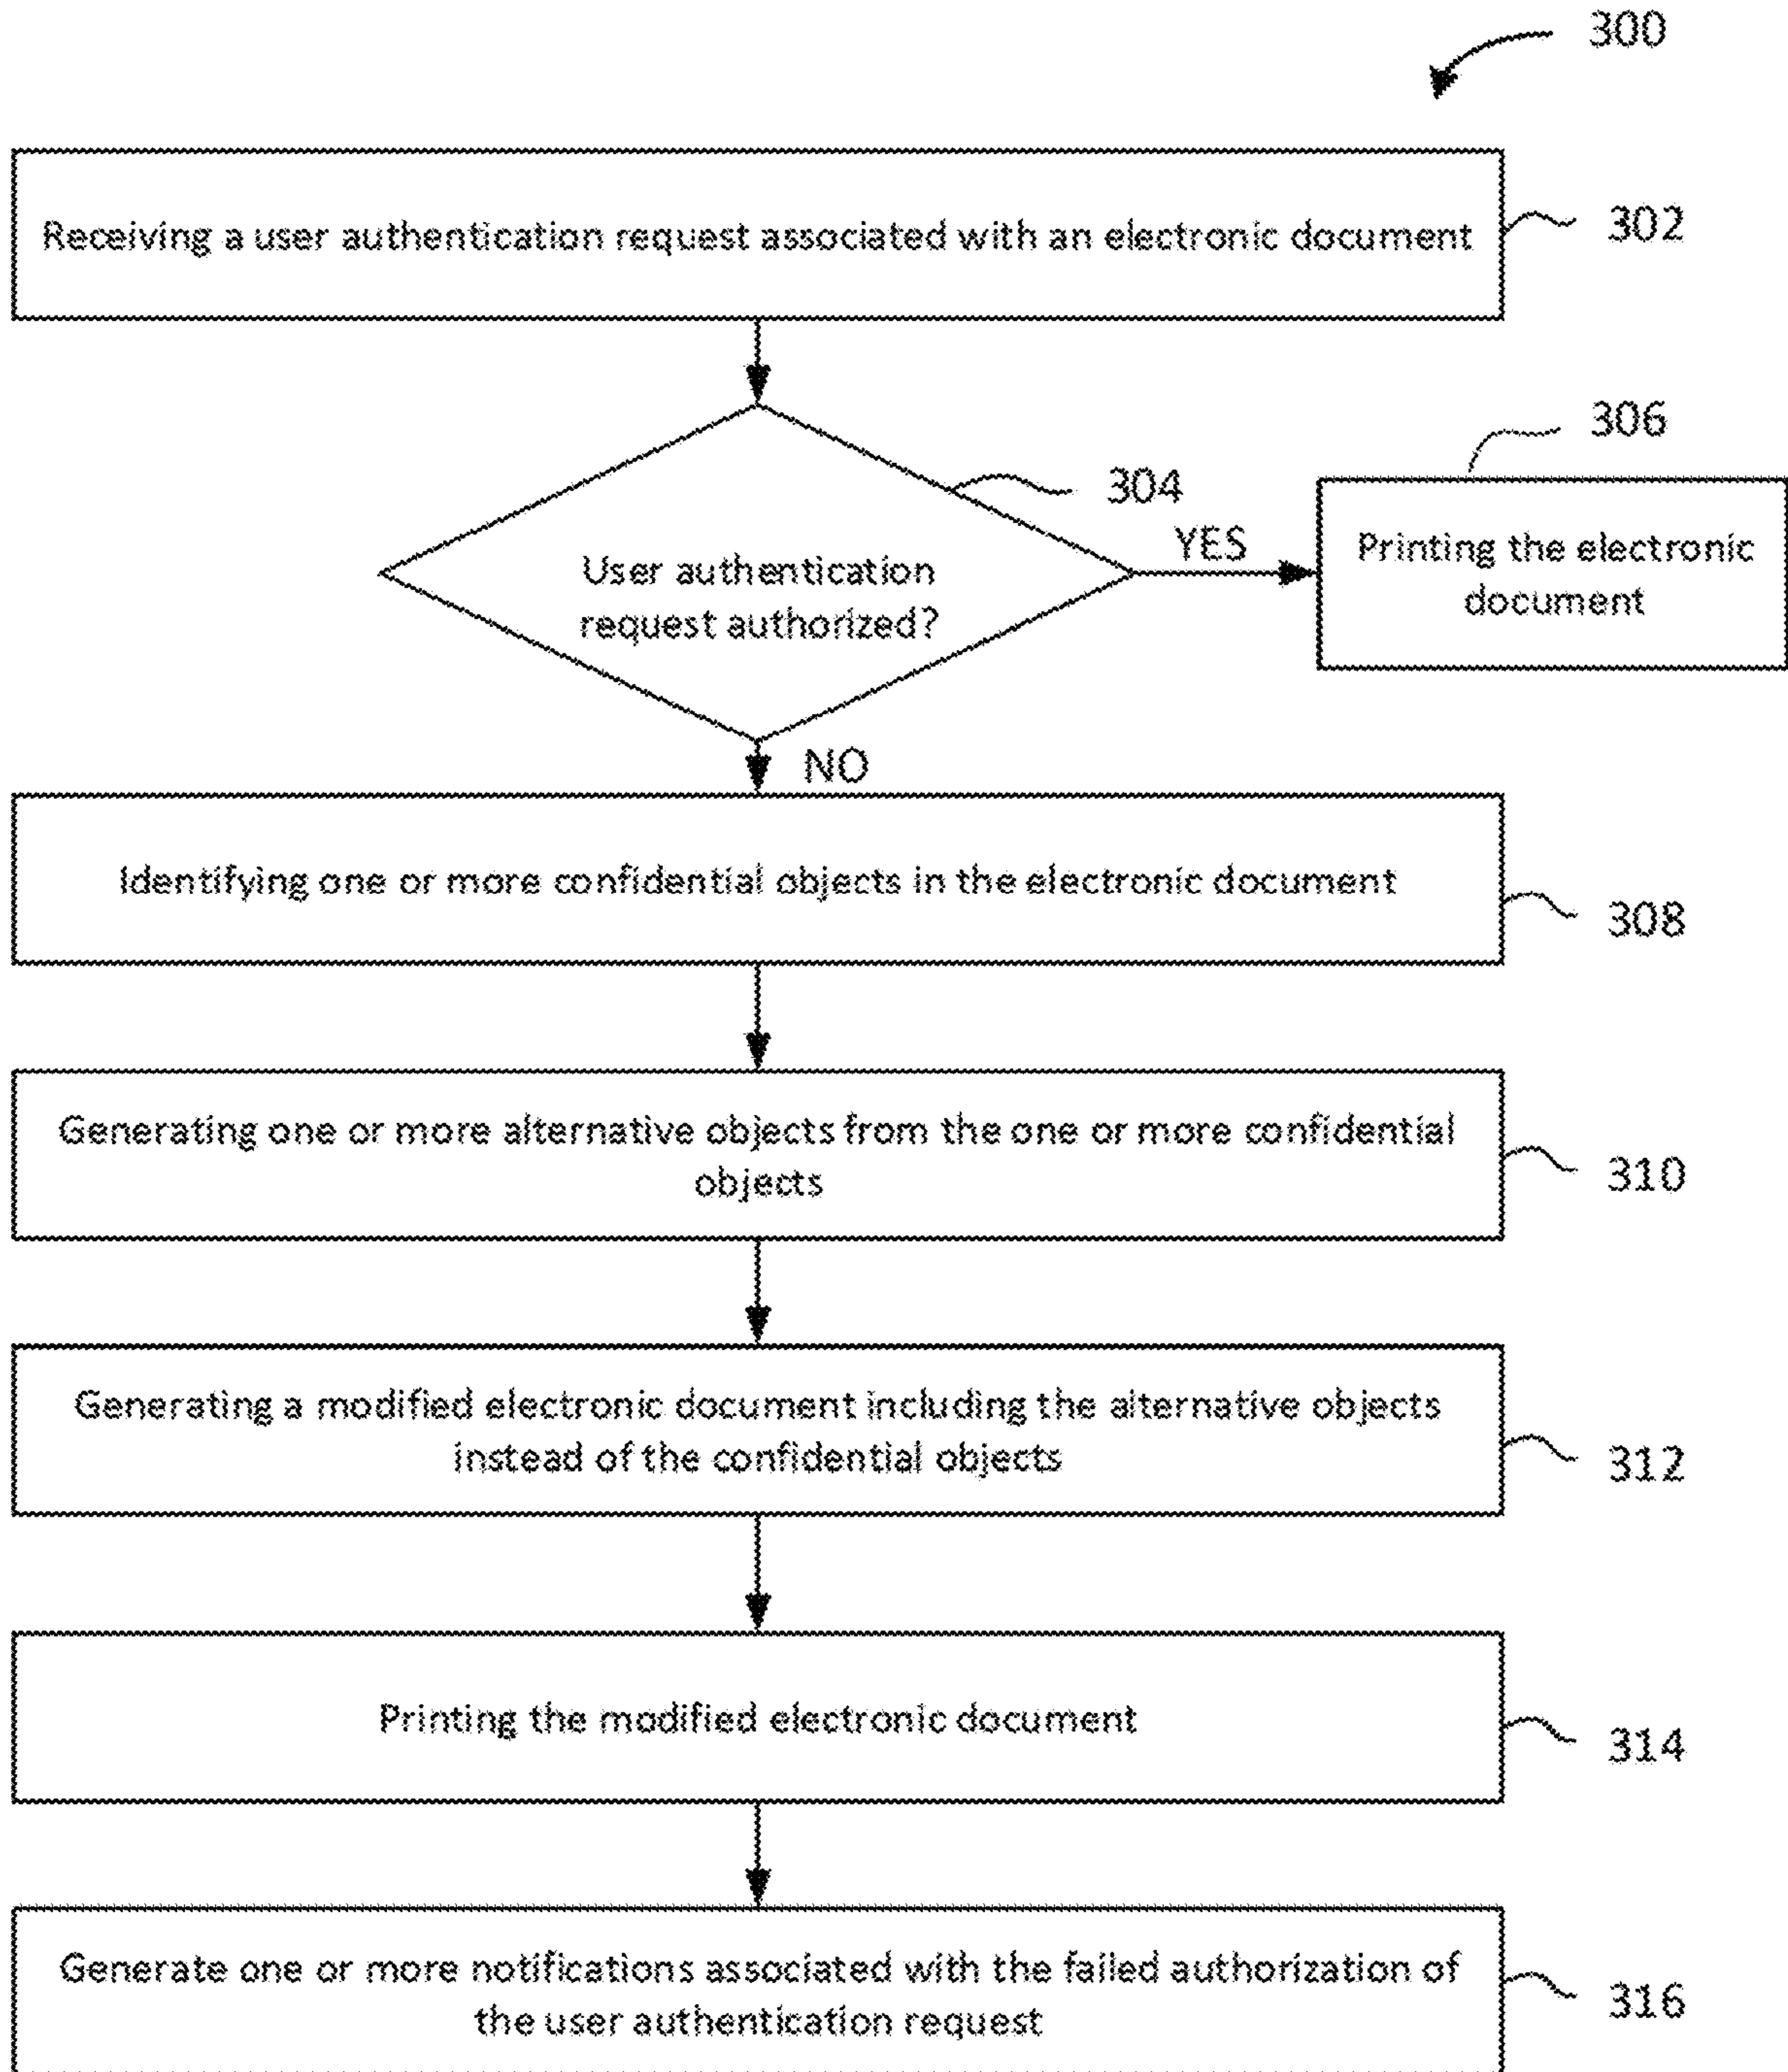 300
Receiving a user authentication request associated with an electronic document
302
304
306
User authentication
request authorized?
YES
Printing the electronic
document
NO
Identifying one or more confidential objects in the electronic document
308
Generating one or more alternative objects from the one or more confidential
objects
310
Generating a modified electronic document including the alternative objects
instead of the confidential objects
312
Printing the modified electronic document
314
Generate one or more notifications associated with the failed authorization of
the user authentication request
316